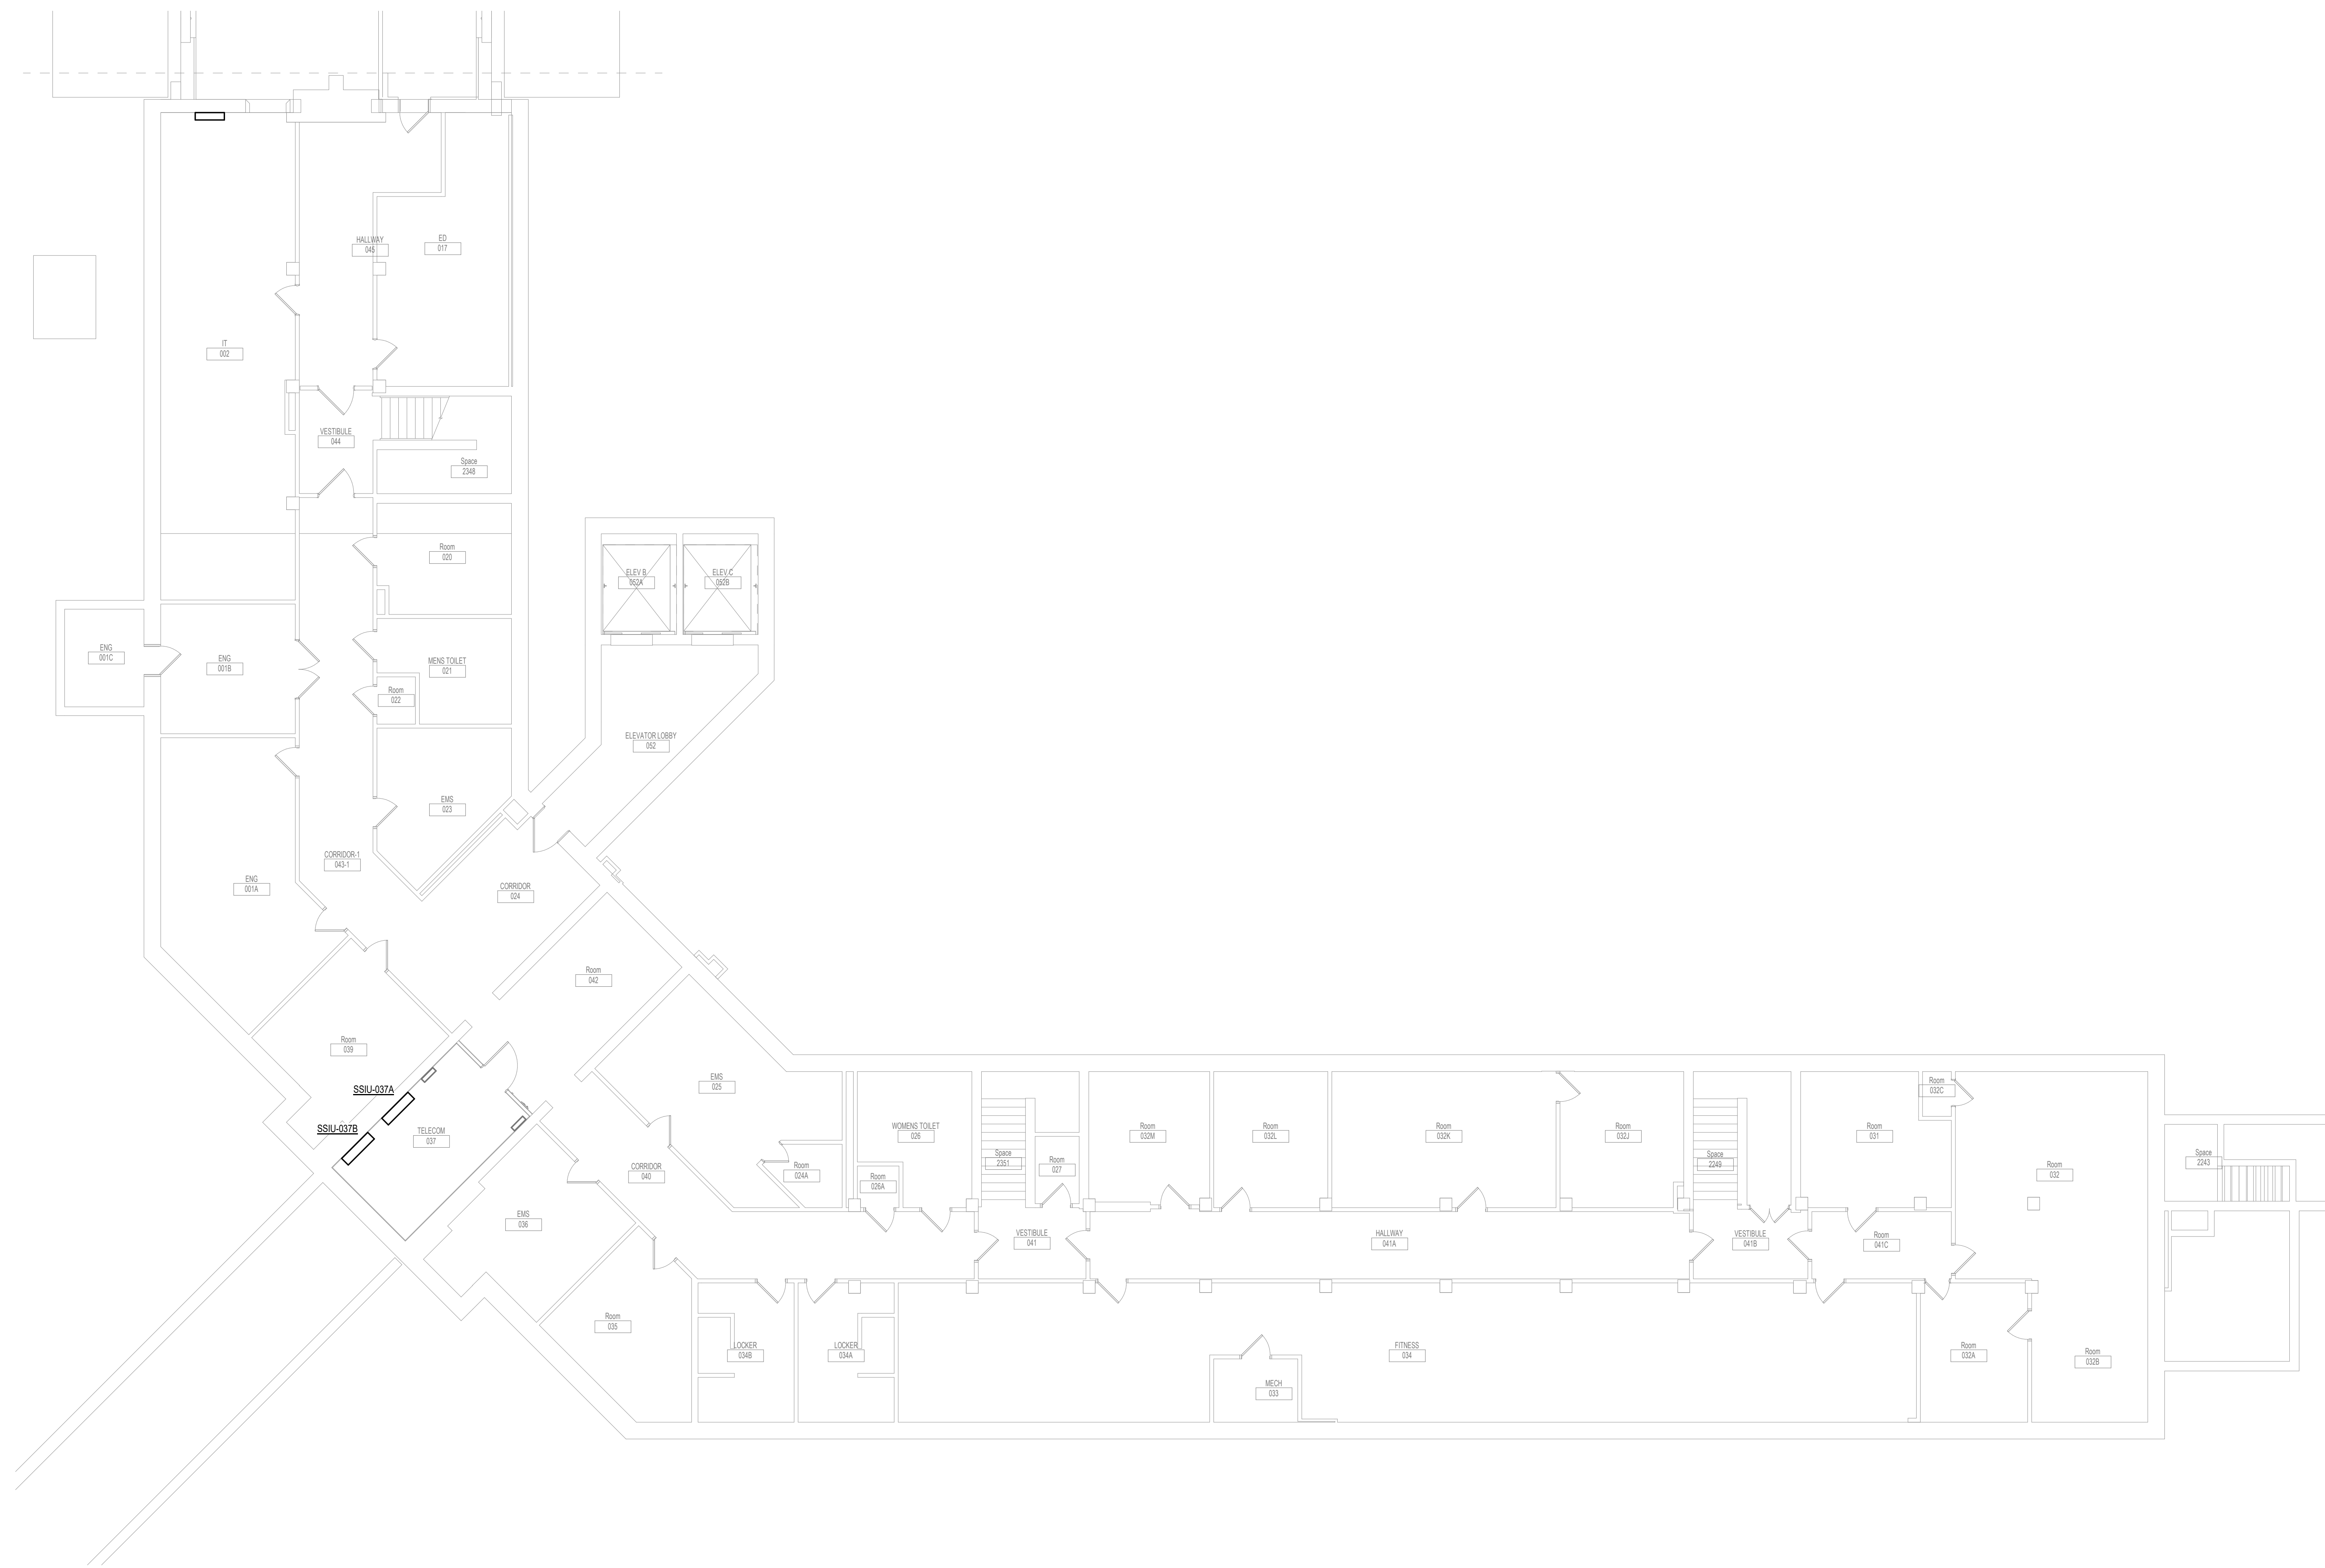 HALLWAY
045
ED
017
IT
002
VESTIBULE
044
Space
2348
Room
020
ELEV B
052A
ELEV C
052B
ENG
001C
ENG
001B
MENS TOILET
021
Room
022
ELEVATOR LOBBY
052
EMS
023
CORRIDOR-1
043-1
ENG
001A
CORRIDOR
024
Room
042
Room
039
SSIU-037A
SSIU-037B
TELECOM
037
EMS
025
Room
024A
CORRIDOR
040
EMS
036
Room
035
WOMENS TOILET
026
Room
026A
Space
2351
Room
027
VESTIBULE
041
Room
032M
Room
032L
Room
032K
Room
032J
Space
2249
HALLWAY
041A
VESTIBULE
041B
Room
031
Room
032C
Room
041C
Room
032
Space
2243
LOCKER
034B
LOCKER
034A
MECH
033
FITNESS
034
Room
032A
Room
032B